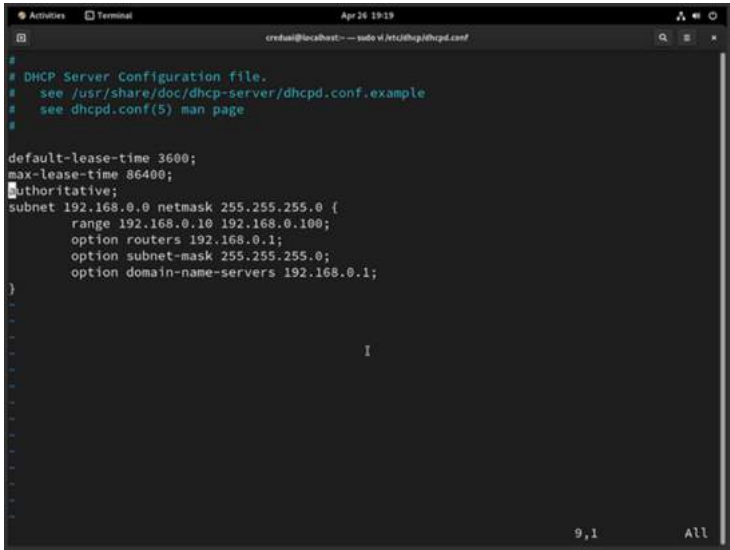 Activities Terminal Apr 26 19:19
creduai@localhost:~ — sudo vi /etc/dhcp/dhcpd.conf
#
# DHCP Server Configuration file.
#   see /usr/share/doc/dhcp-server/dhcpd.conf.example
#   see dhcpd.conf(5) man page
#
default-lease-time 3600;
max-lease-time 86400;
authoritative;
subnet 192.168.0.0 netmask 255.255.255.0 {
        range 192.168.0.10 192.168.0.100;
        option routers 192.168.0.1;
        option subnet-mask 255.255.255.0;
        option domain-name-servers 192.168.0.1;
}
~
~
~
~
~
~
~
~
~
~
~
~
~
~
9,1 All